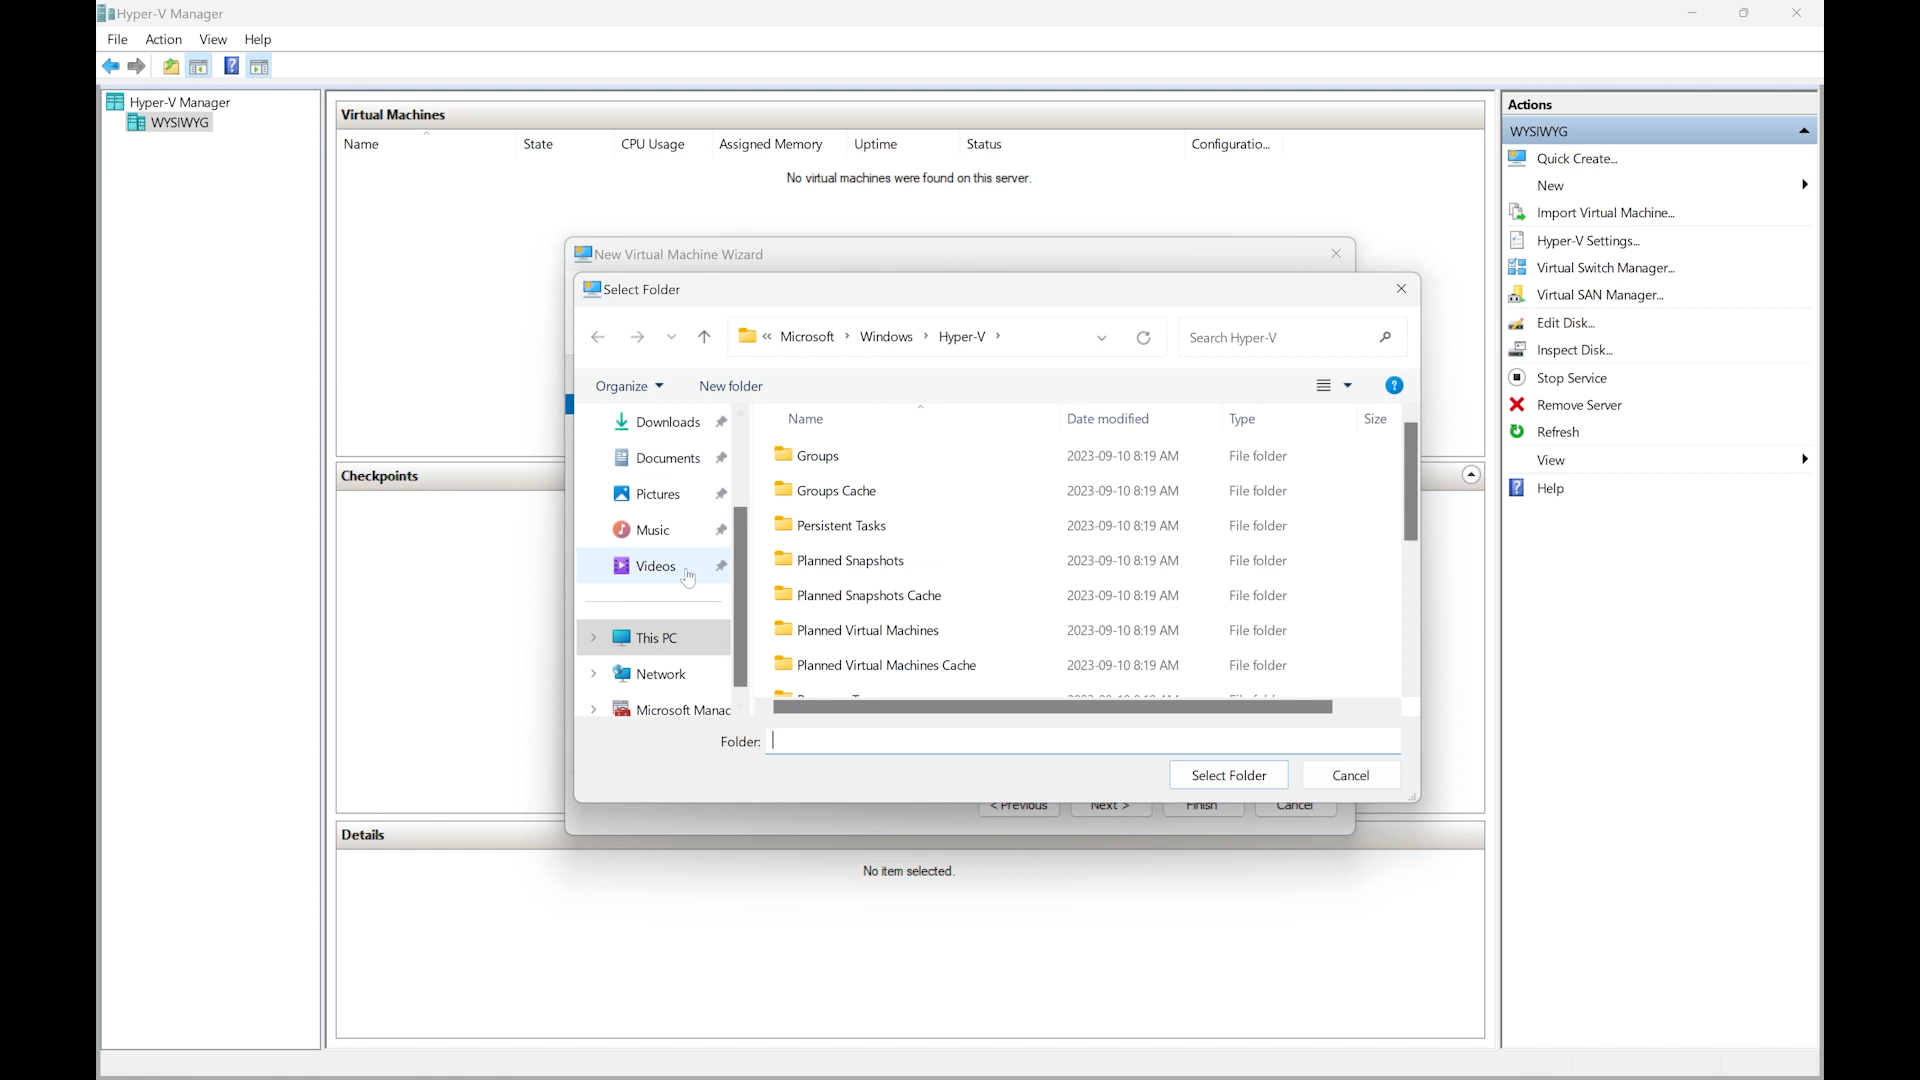 Hyper-V Manager
File Action View Help
Hyper-V Manager
WYSIWYG
Virtual Machines
Name State CPU Usage Assigned Memory Uptime Status Configuratio...
No virtual machines were found on this server.
Checkpoints
Details
No item selected.
New Virtual Machine Wizard
Select Folder
« Microsoft > Windows > Hyper-V >
Search Hyper-V
Organize New folder
Downloads
Documents
Pictures
Music
Videos
This PC
Network
Microsoft Manac
Name Date modified Type Size
Groups 2023-09-10 8:19 AM File folder
Groups Cache 2023-09-10 8:19 AM File folder
Persistent Tasks 2023-09-10 8:19 AM File folder
Planned Snapshots 2023-09-10 8:19 AM File folder
Planned Snapshots Cache 2023-09-10 8:19 AM File folder
Planned Virtual Machines 2023-09-10 8:19 AM File folder
Planned Virtual Machines Cache 2023-09-10 8:19 AM File folder
Folder:
Select Folder Cancel
< Previous Next > Finish Cancel
Actions
WYSIWYG
Quick Create...
New
Import Virtual Machine...
Hyper-V Settings...
Virtual Switch Manager...
Virtual SAN Manager...
Edit Disk...
Inspect Disk...
Stop Service
Remove Server
Refresh
View
Help